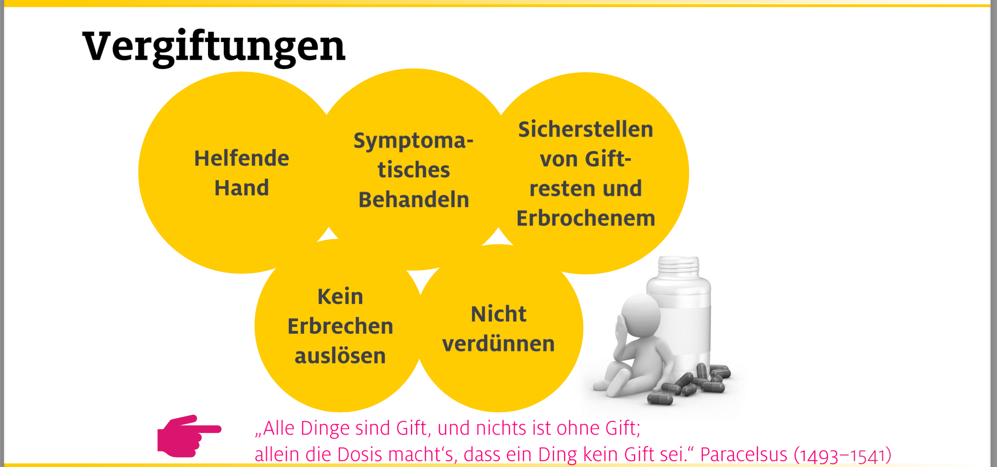 Vergiftungen
Helfende
Hand
Symptoma-
tisches
Behandeln
Sicherstellen
von Gift-
resten und
Erbrochenem
Kein
Erbrechen
auslösen
Nicht
verdünnen
„Alle Dinge sind Gift, und nichts ist ohne Gift;
allein die Dosis macht‘s, dass ein Ding kein Gift sei.“ Paracelsus (1493–1541)